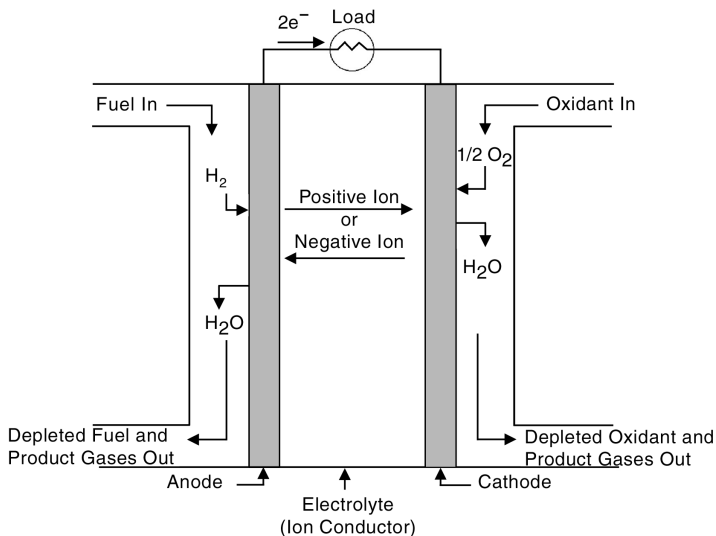 Load
2e⁻
Fuel In
Oxidant In
1/2 O₂
H₂
Positive Ion
or
Negative Ion
H₂O
H₂O
Depleted Fuel and
Product Gases Out
Depleted Oxidant and
Product Gases Out
Anode
Cathode
Electrolyte
(Ion Conductor)